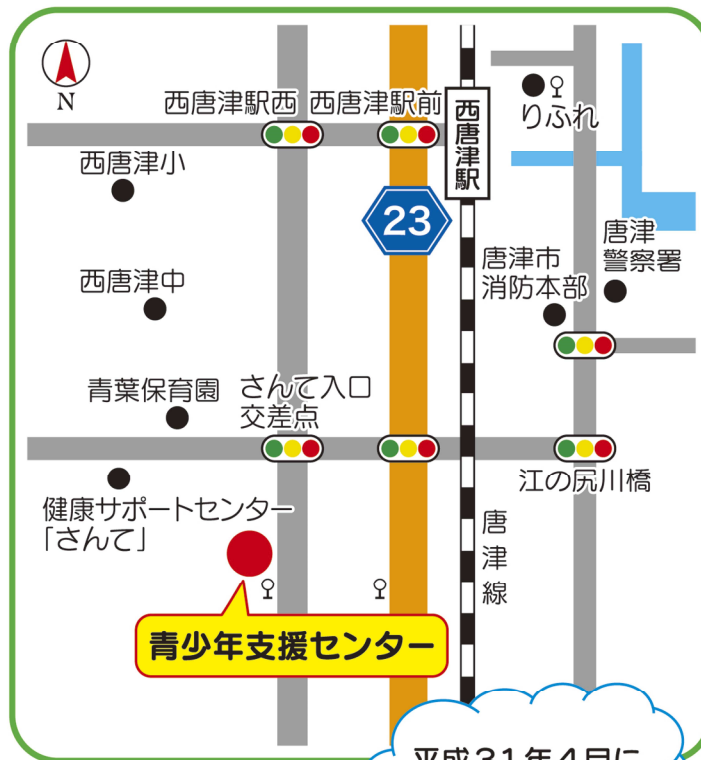 N
西唐津駅西
西唐津駅前
西唐津駅
りふれ
西唐津小
23
唐津市
消防本部
唐津
警察署
西唐津中
青葉保育園
さんて入口
交差点
江の尻川橋
健康サポートセンター
「さんて」
唐津線
青少年支援センター
平成31年4月に